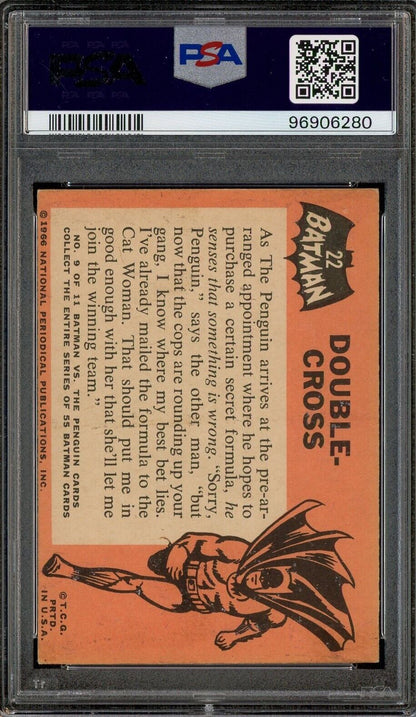 PSA
PSA
96906280
22
BATMAN
DOUBLE-
CROSS
As The Penguin arrives at the pre-ar-
ranged appointment where he hopes to
purchase a certain secret formula, he
senses that something is wrong. "Sorry,
Penguin," says the other man, "but
now that the cops are rounding up your
gang, I know where my best bet lies.
I've already mailed the formula to the
Cat Woman. That should put me in
good enough with her that she'll let me
join the winning team."
NO. 9 OF 11 BATMAN VS. THE PENGUIN CARDS
COLLECT THE ENTIRE SERIES OF 55 BATMAN CARDS
© 1966 NATIONAL PERIODICAL PUBLICATIONS, INC.
© T.C.G.
PRTD.
IN U.S.A.